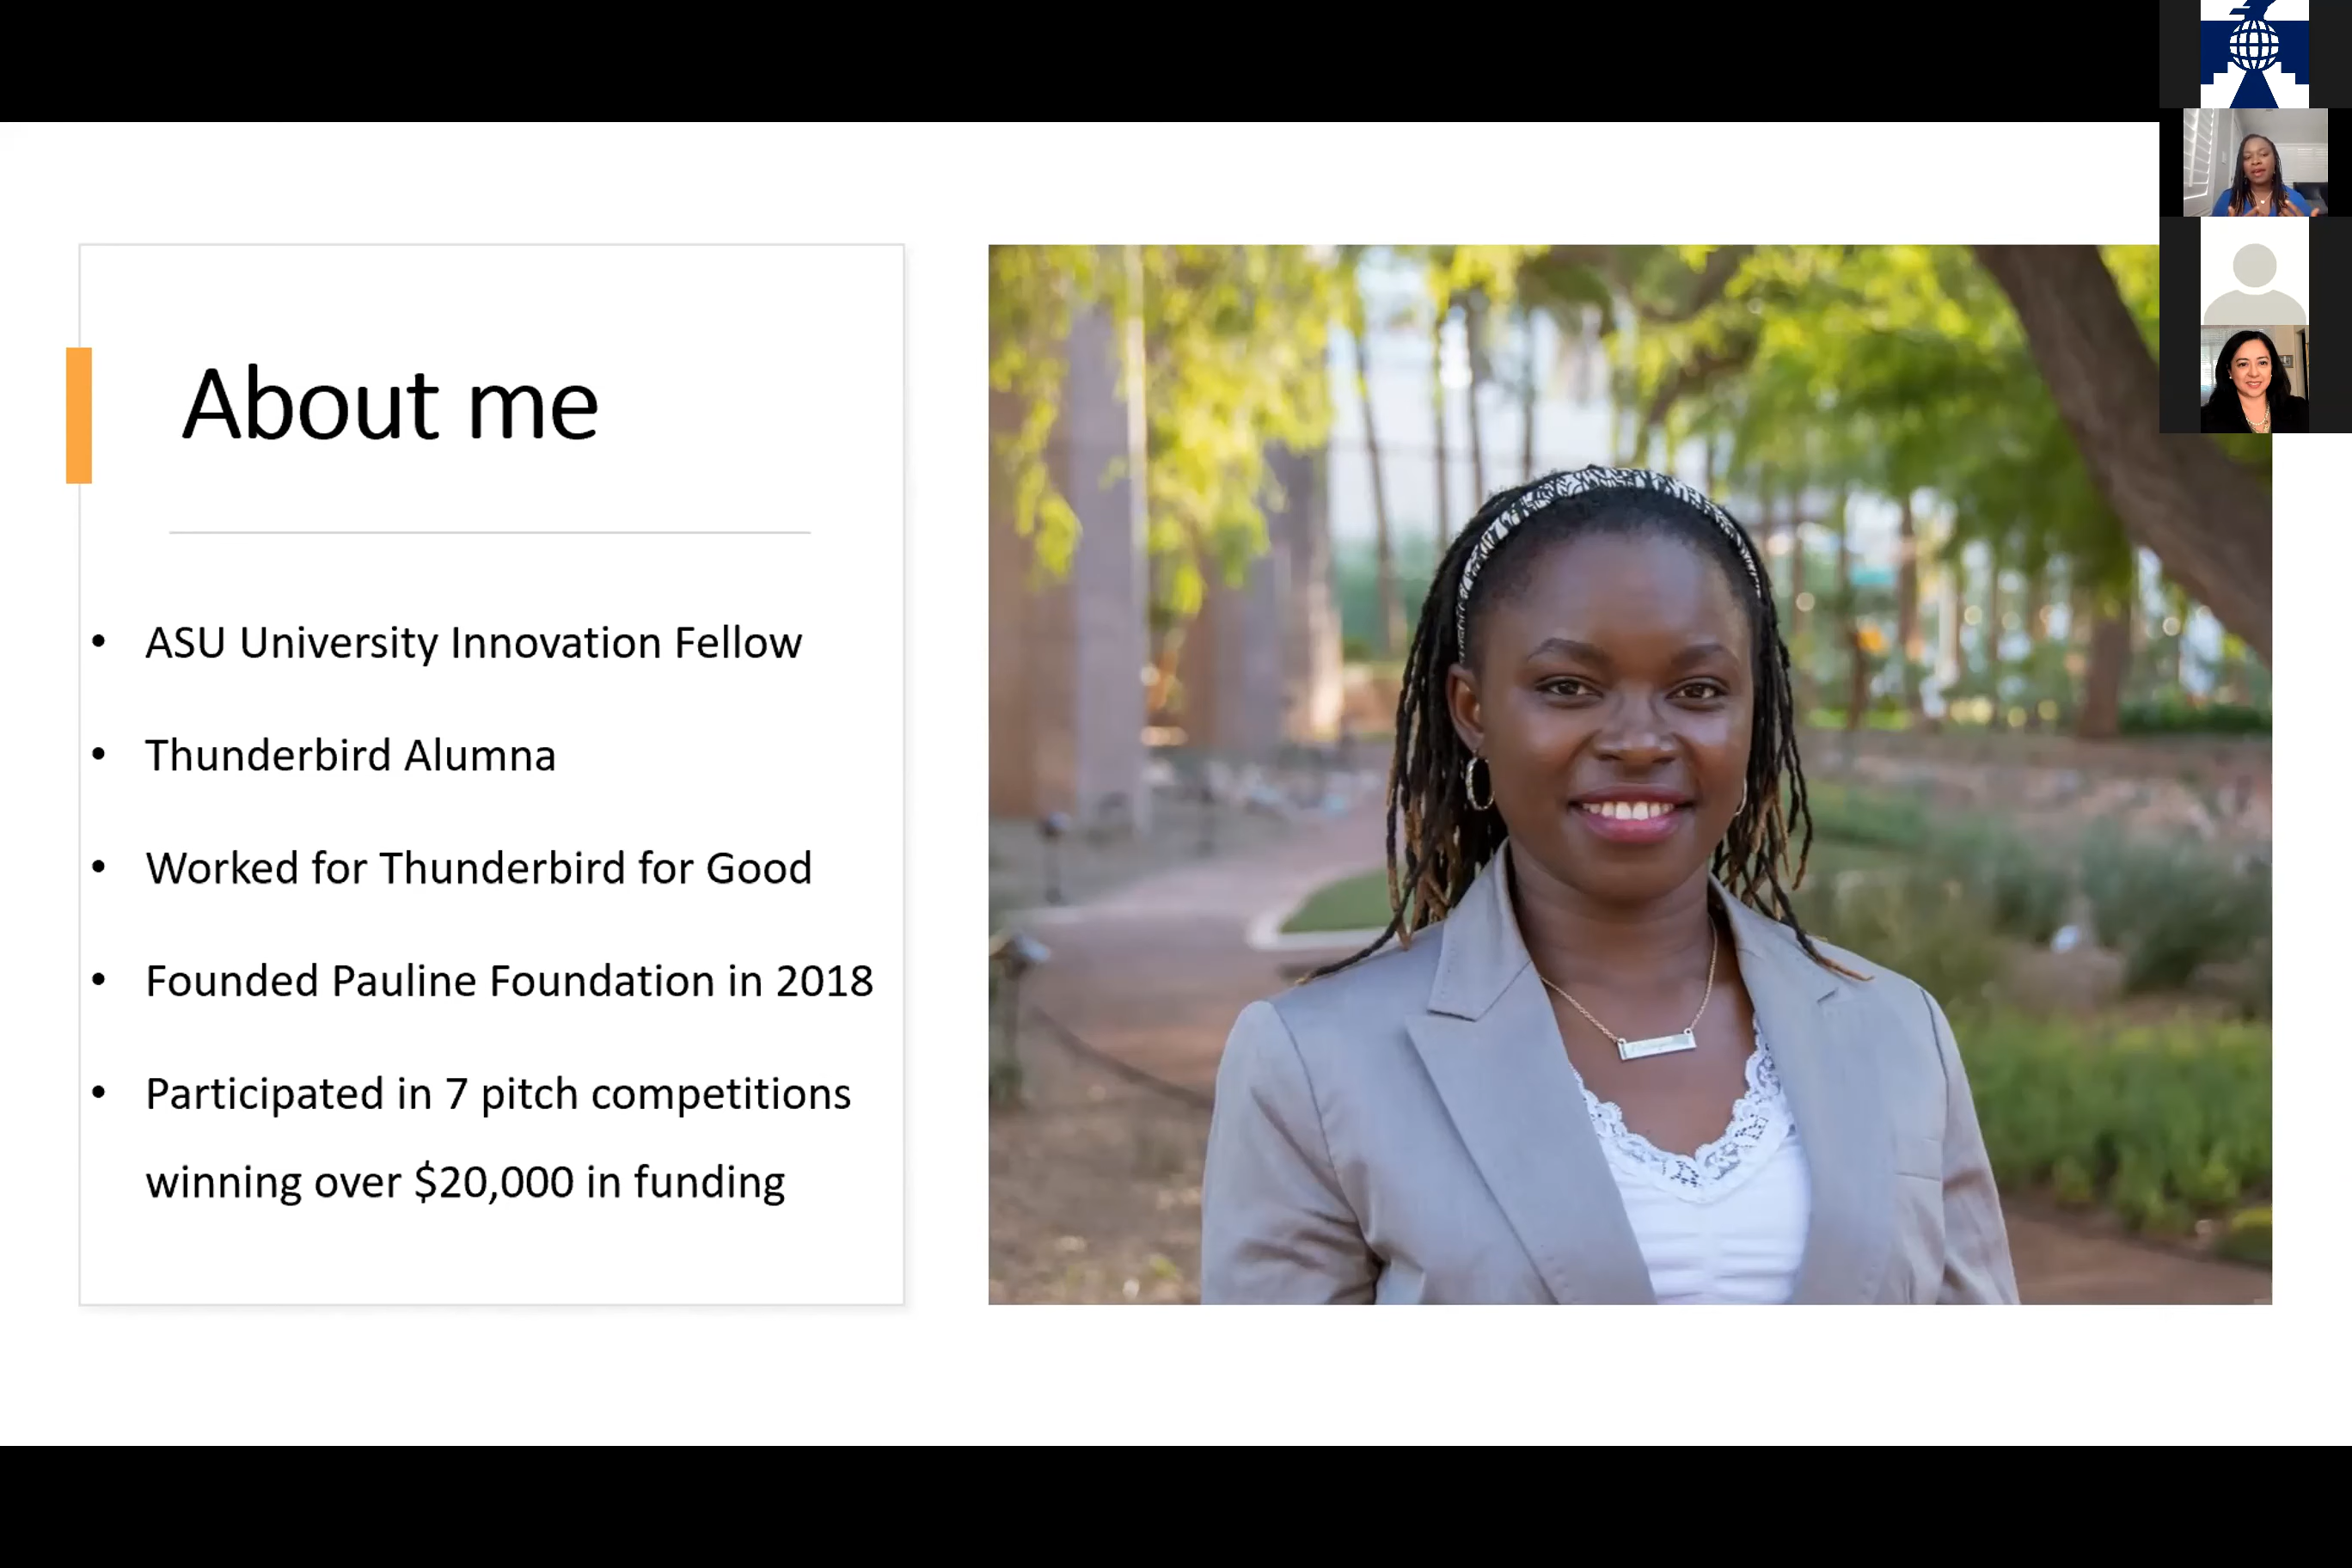 About me
• ASU University Innovation Fellow
• Thunderbird Alumna
• Worked for Thunderbird for Good
• Founded Pauline Foundation in 2018
• Participated in 7 pitch competitions
winning over $20,000 in funding